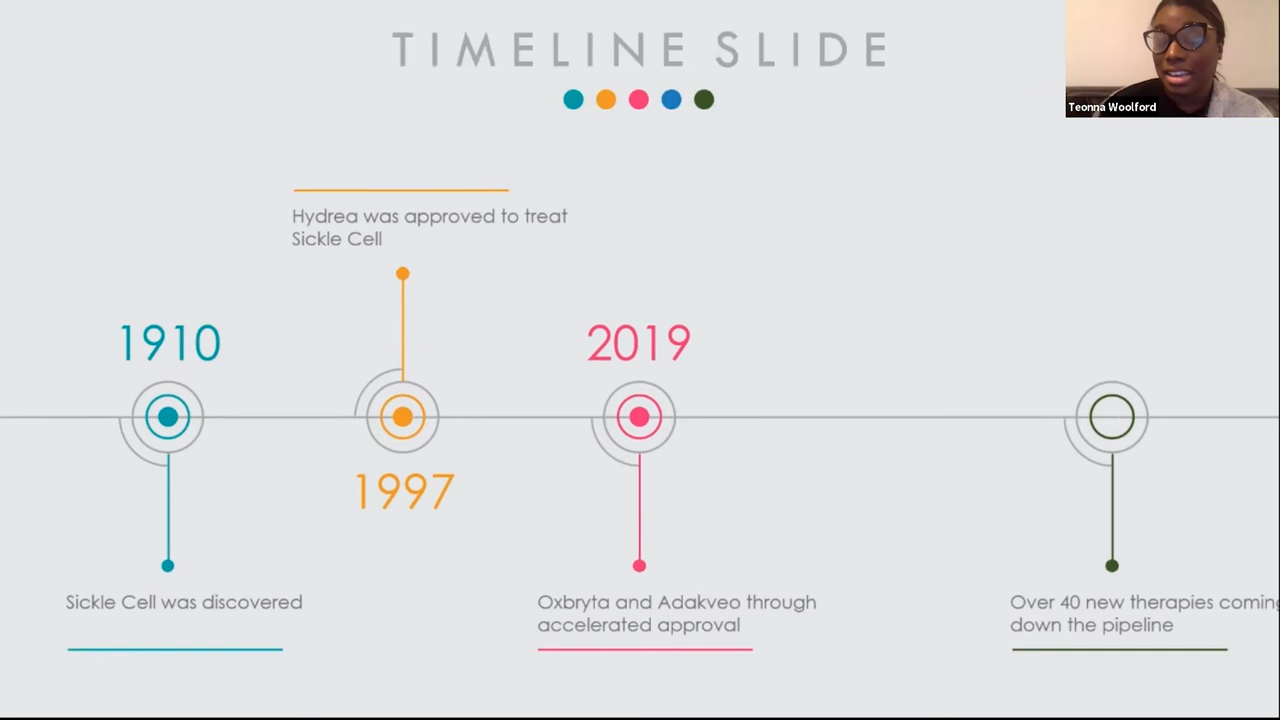 TIMELINE SLIDE
Teonna Woolford
Hydrea was approved to treat
Sickle Cell
1910
2019
1997
Sickle Cell was discovered
Oxbryta and Adakveo through
accelerated approval
Over 40 new therapies coming
down the pipeline